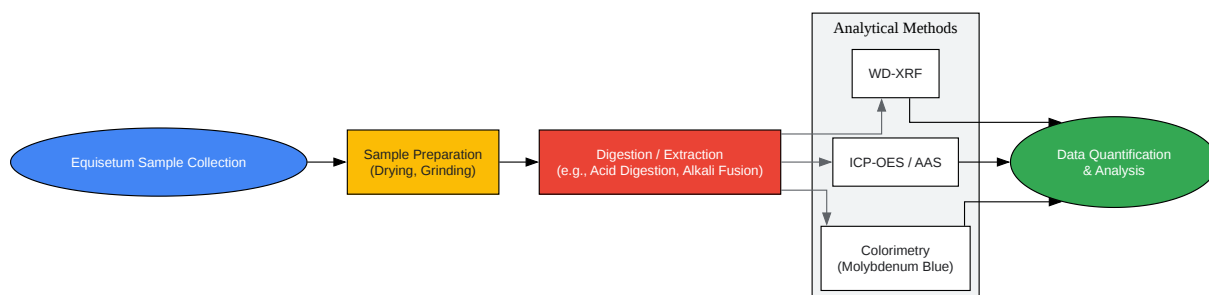 Equisetum Sample Collection
Sample Preparation
(Drying, Grinding)
Digestion / Extraction
(e.g., Acid Digestion, Alkali Fusion)
Analytical Methods
WD-XRF
ICP-OES / AAS
Colorimetry
(Molybdenum Blue)
Data Quantification
& Analysis